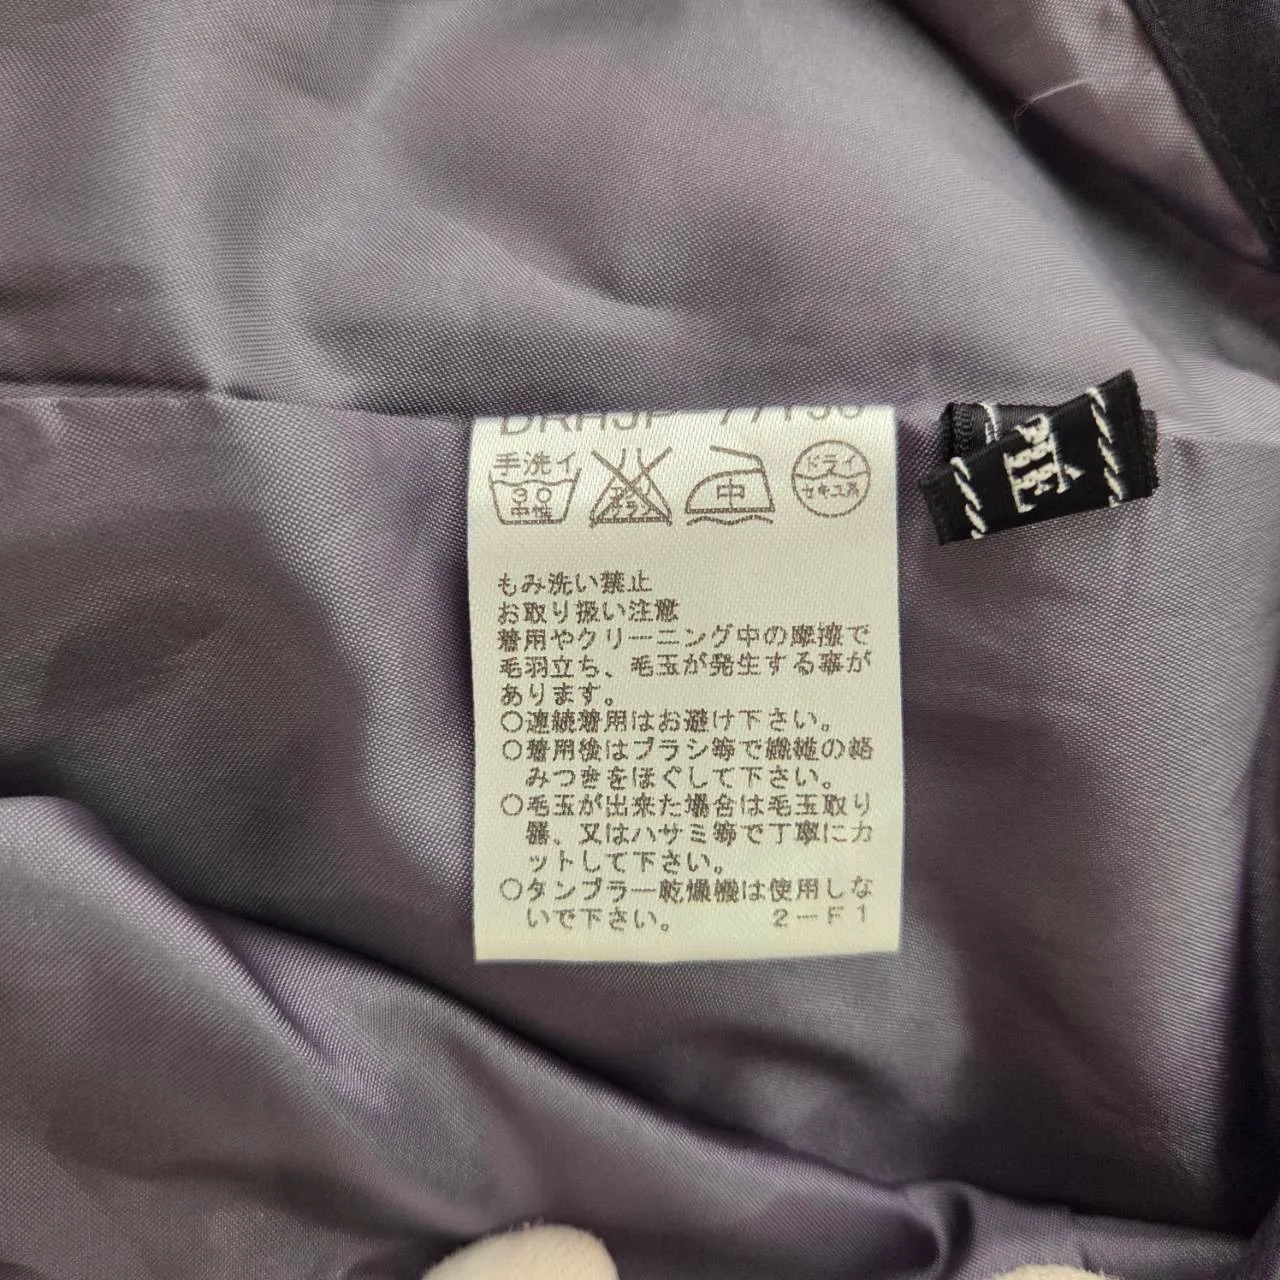 手洗イ
30
中性
中
ドライ
セキユ系
もみ洗い禁止
お取り扱い注意
着用やクリーニング中の摩擦で
毛羽立ち、毛玉が発生する事が
あります。
○連続着用はお避け下さい。
○着用後はブラシ等で繊維の絡
みつきをほぐして下さい。
○毛玉が出来た場合は毛玉取り
器、又はハサミ等で丁寧にカ
ットして下さい。
○タンブラー乾燥機は使用しな
いで下さい。 2-F1